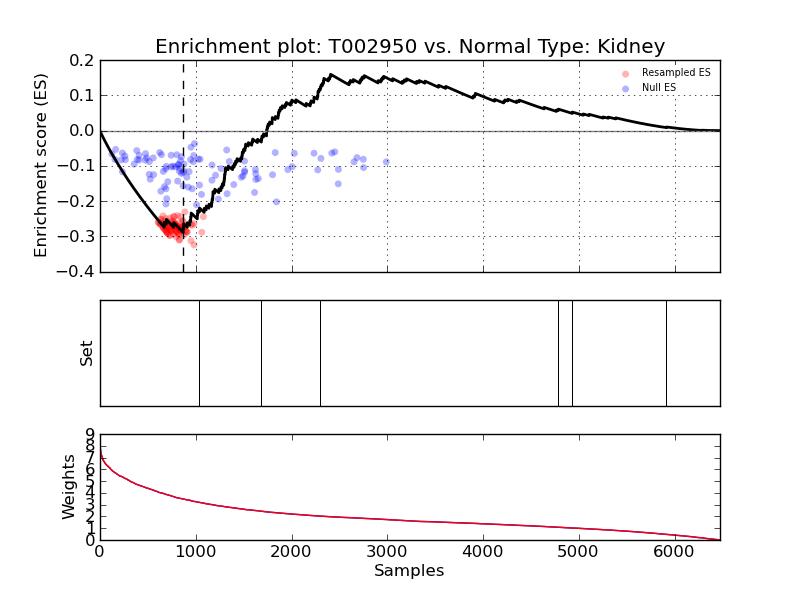 Enrichment plot: T002950 vs. Normal Type: Kidney
Enrichment score (ES)
0.2
0.1
0.0
−0.1
−0.2
−0.3
−0.4
Resampled ES
Null ES
Set
Weights
9
8
7
6
5
4
3
2
1
0
0 1000 2000 3000 4000 5000 6000
Samples